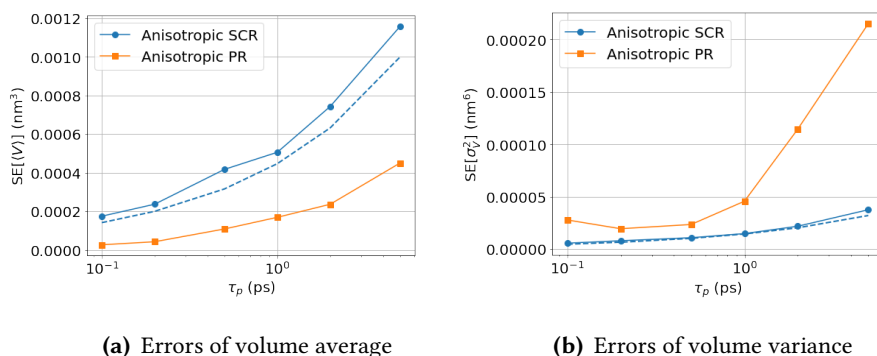 0.0012
0.0010
0.0008
0.0006
0.0004
0.0002
0.0000
SE[⟨V⟩] (nm³)
Anisotropic SCR
Anisotropic PR
10⁻¹
10⁰
τₚ (ps)
(a) Errors of volume average
0.00020
0.00015
0.00010
0.00005
0.00000
SE[σ²_V] (nm⁶)
Anisotropic SCR
Anisotropic PR
10⁻¹
10⁰
τₚ (ps)
(b) Errors of volume variance